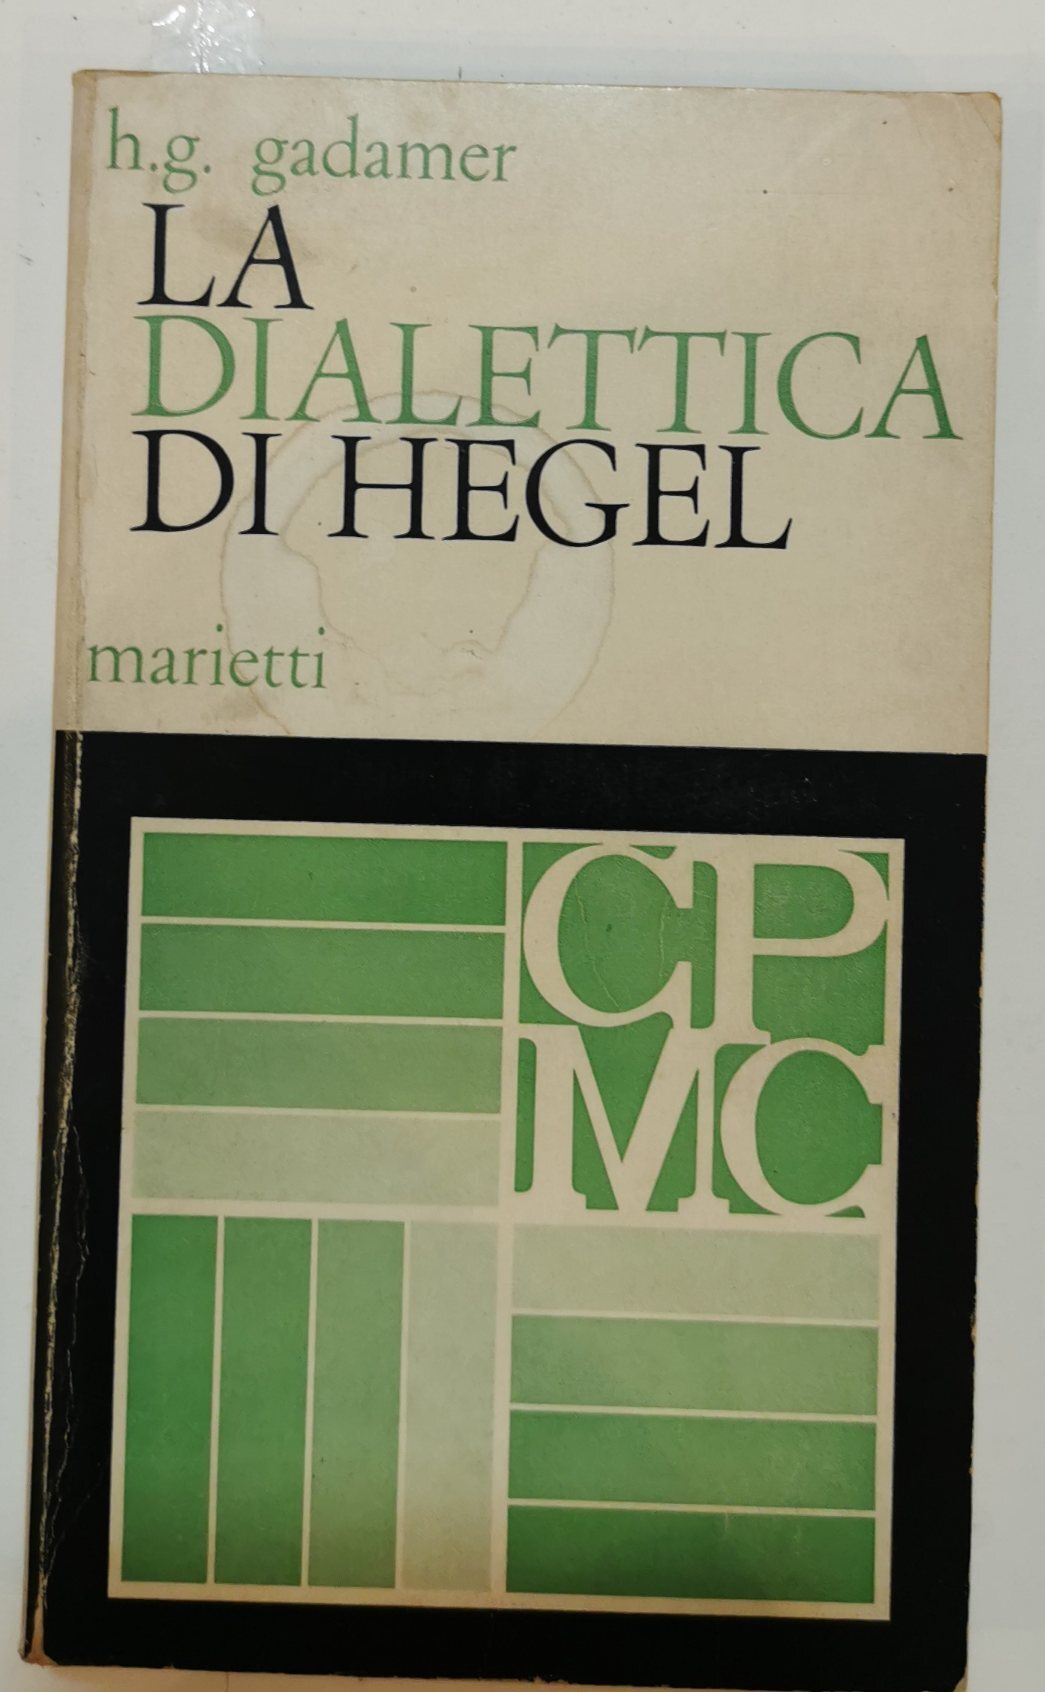 h.g. gadamer
LA
DIALETTICA
DI HEGEL
marietti
CP
MC